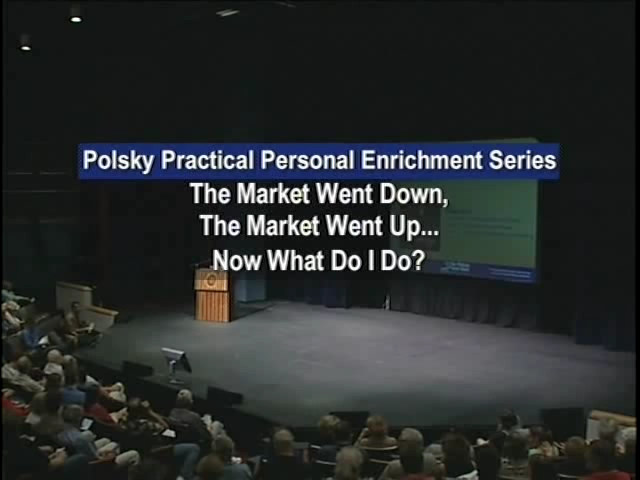 Polsky Practical Personal Enrichment Series
The Market Went Down,
The Market Went Up...
Now What Do I Do?